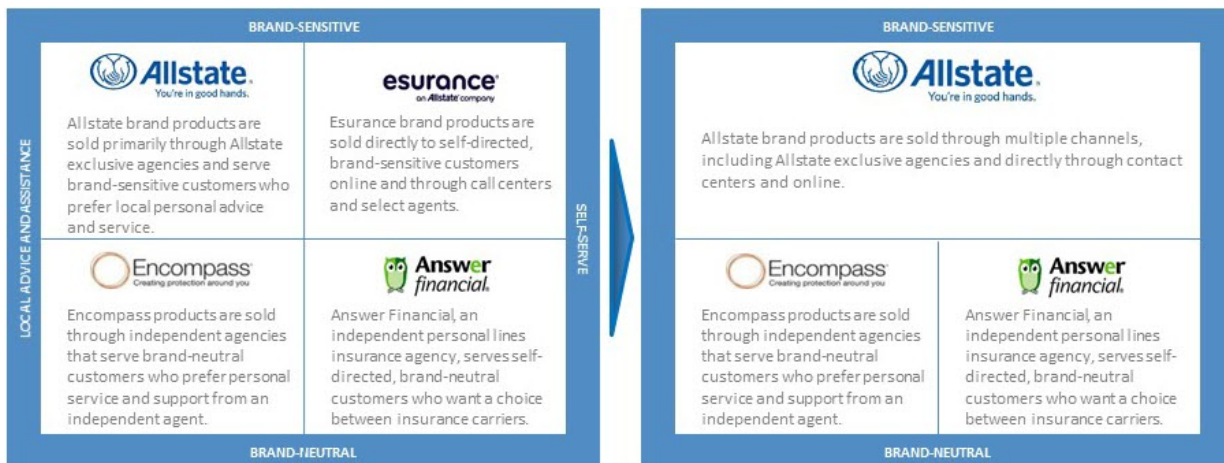 BRAND-SENSITIVE
LOCAL ADVICE AND ASSISTANCE
Allstate.
You're in good hands.
Allstate brand products are
sold primarily through Allstate
exclusive agencies and serve
brand-sensitive customers who
prefer local personal advice
and service.
esurance®
an Allstate company
Esurance brand products are
sold directly to self-directed,
brand-sensitive customers
online and through call centers
and select agents.
SELF-SERVE
Encompass
Creating protection around you
Encompass products are sold
through independent agencies
that serve brand-neutral
customers who prefer personal
service and support from an
independent agent.
Answer
financial.
Answer Financial, an
independent personal lines
insurance agency, serves self-
directed, brand-neutral
customers who want a choice
between insurance carriers.
BRAND-NEUTRAL
BRAND-SENSITIVE
Allstate.
You're in good hands.
Allstate brand products are sold through multiple channels,
including Allstate exclusive agencies and directly through contact
centers and online.
Encompass
Creating protection around you
Encompass products are sold
through independent agencies
that serve brand-neutral
customers who prefer personal
service and support from an
independent agent.
Answer
financial.
Answer Financial, an
independent personal lines
insurance agency, serves self-
directed, brand-neutral
customers who want a choice
between insurance carriers.
BRAND-NEUTRAL